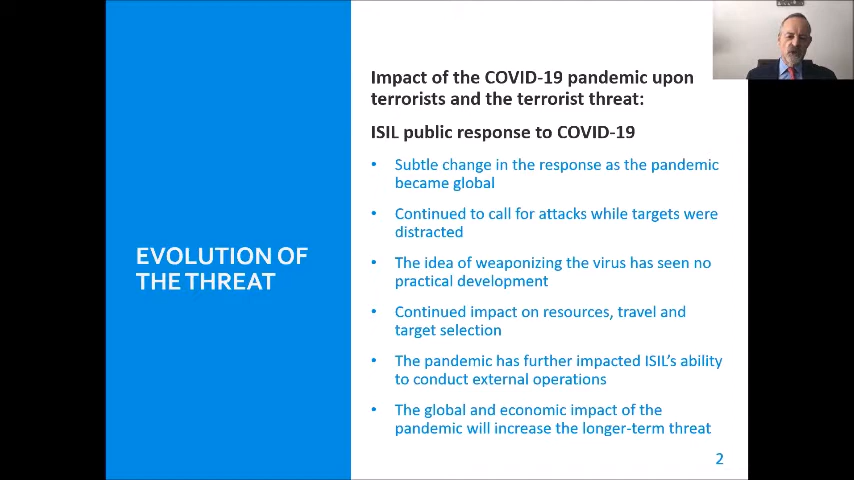 EVOLUTION OF
THE THREAT
Impact of the COVID-19 pandemic upon
terrorists and the terrorist threat:
ISIL public response to COVID-19
• Subtle change in the response as the pandemic
became global
• Continued to call for attacks while targets were
distracted
• The idea of weaponizing the virus has seen no
practical development
• Continued impact on resources, travel and
target selection
• The pandemic has further impacted ISIL's ability
to conduct external operations
• The global and economic impact of the
pandemic will increase the longer-term threat
2